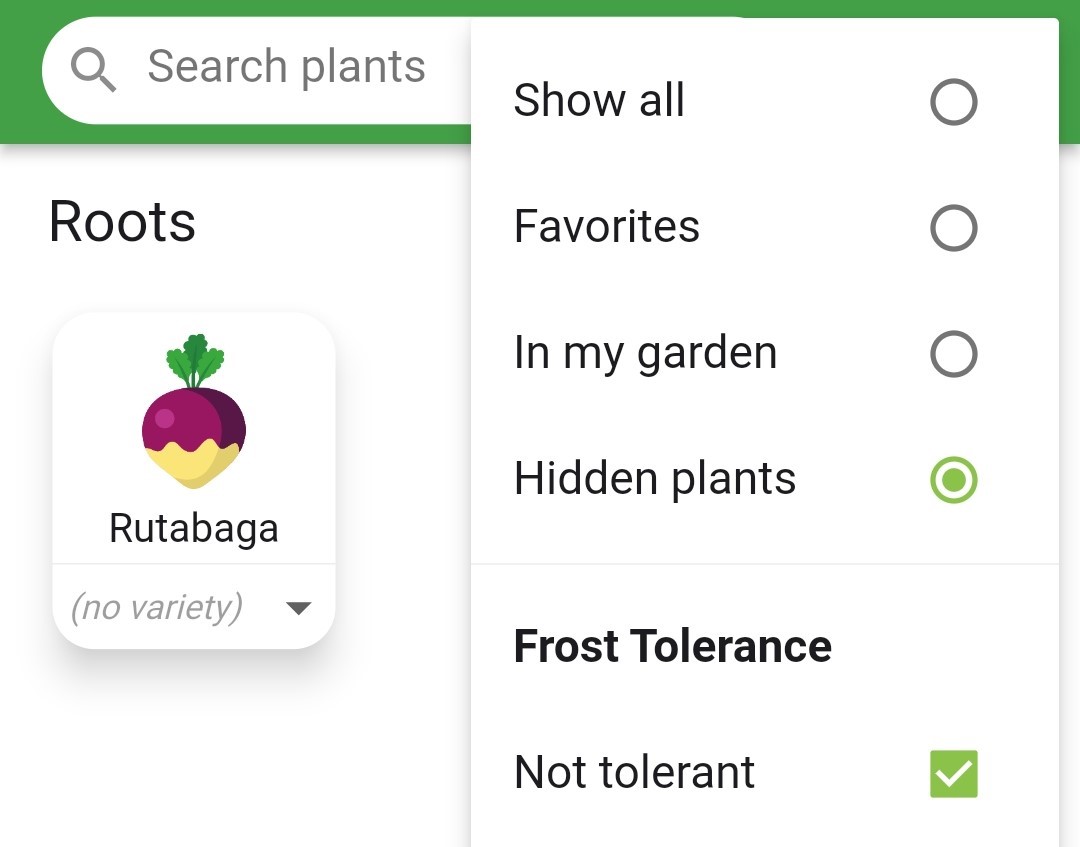 Search plants
Roots
Rutabaga
(no variety)
Show all
Favorites
In my garden
Hidden plants
Frost Tolerance
Not tolerant